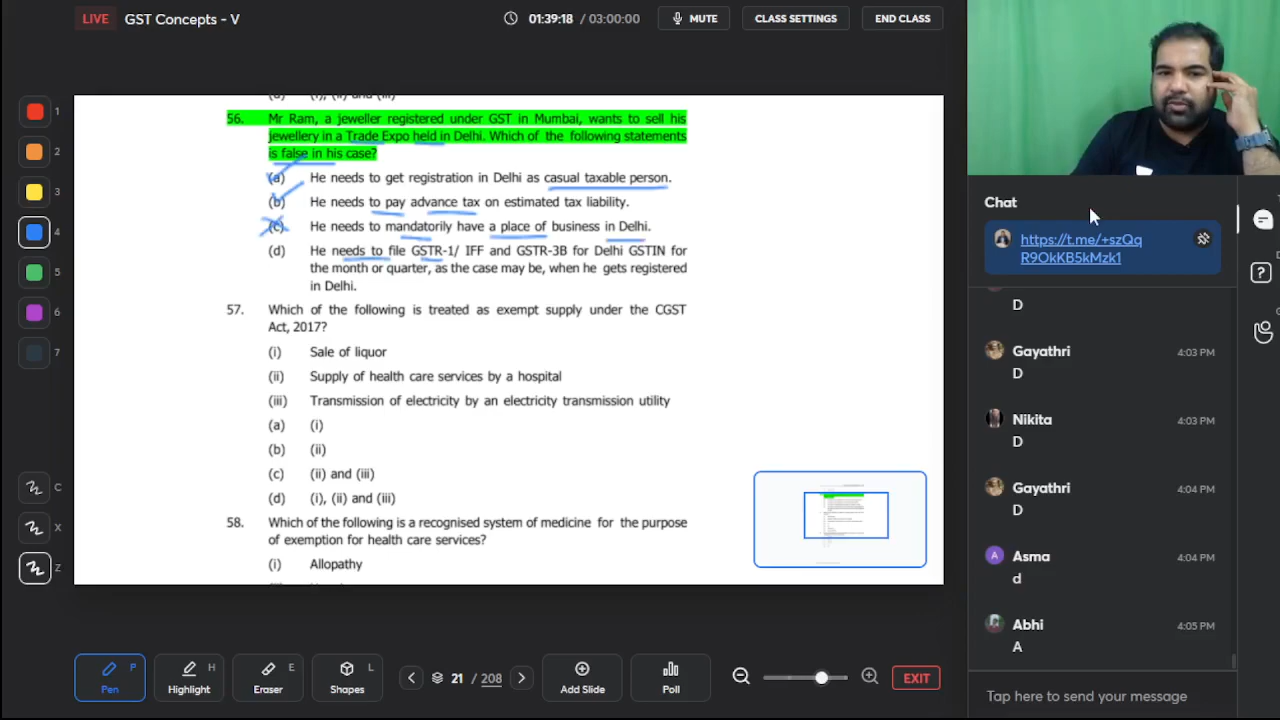 LIVE
GST Concepts - V
01:39:18 / 03:00:00
MUTE
CLASS SETTINGS
END CLASS
1
2
3
4
5
6
7
C
X
Z
56. Mr Ram, a jeweller registered under GST in Mumbai, wants to sell his
jewellery in a Trade Expo held in Delhi. Which of the following statements
is false in his case?
(a) He needs to get registration in Delhi as casual taxable person.
(b) He needs to pay advance tax on estimated tax liability.
(c) He needs to mandatorily have a place of business in Delhi.
(d) He needs to file GSTR-1/ IFF and GSTR-3B for Delhi GSTIN for
the month or quarter, as the case may be, when he gets registered
in Delhi.
57. Which of the following is treated as exempt supply under the CGST
Act, 2017?
(i) Sale of liquor
(ii) Supply of health care services by a hospital
(iii) Transmission of electricity by an electricity transmission utility
(a) (i)
(b) (ii)
(c) (ii) and (iii)
(d) (i), (ii) and (iii)
58. Which of the following is a recognised system of medicine for the purpose
of exemption for health care services?
(i) Allopathy
Chat
https://t.me/+szQq
R9OkKB5kMzk1
D
Gayathri 4:03 PM
D
Nikita 4:03 PM
D
Gayathri 4:04 PM
D
A Asma 4:04 PM
d
Abhi 4:05 PM
A
Tap here to send your message
P
Pen
H
Highlight
E
Eraser
L
Shapes
21 / 208
Add Slide
Poll
EXIT